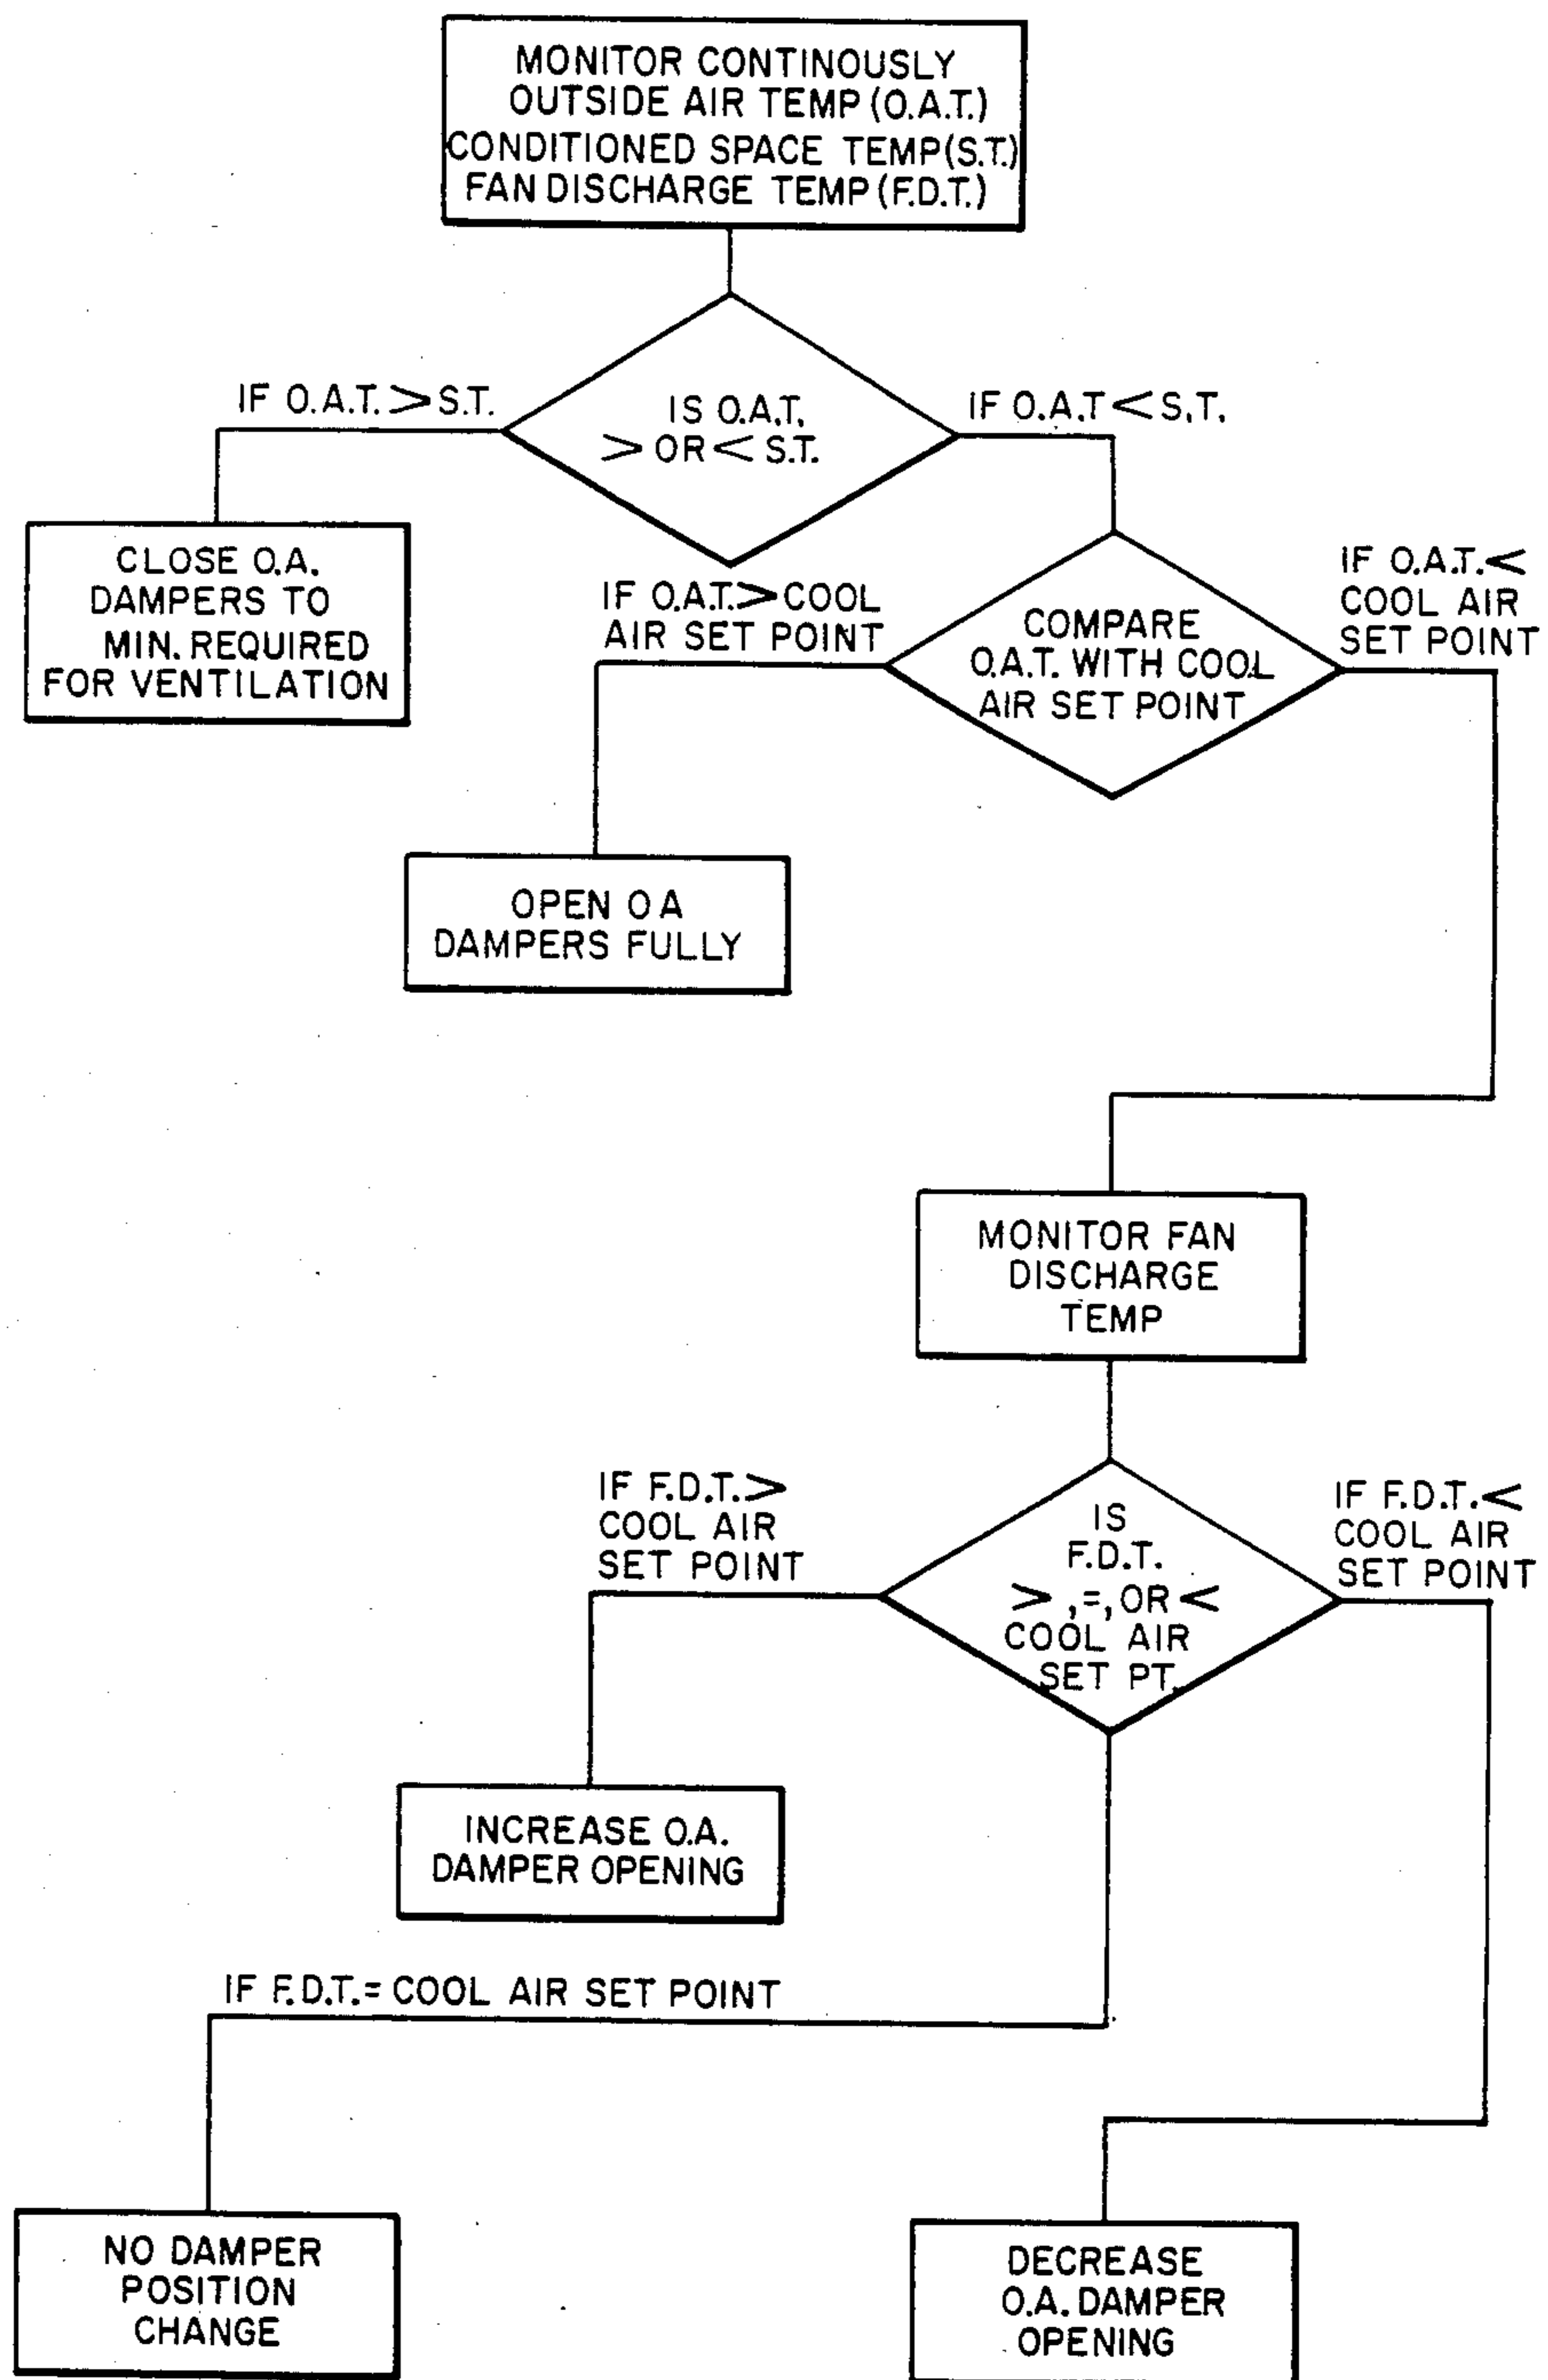 MONITOR CONTINOUSLY
OUTSIDE AIR TEMP (O.A.T.)
CONDITIONED SPACE TEMP (S.T.)
FAN DISCHARGE TEMP (F.D.T.)
IF O.A.T. > S.T.
IS O.A.T.
> OR < S.T.
IF O.A.T < S.T.
CLOSE O.A.
DAMPERS TO
MIN. REQUIRED
FOR VENTILATION
IF O.A.T. > COOL
AIR SET POINT
COMPARE
O.A.T. WITH COOL
AIR SET POINT
IF O.A.T. <
COOL AIR
SET POINT
OPEN O A
DAMPERS FULLY
MONITOR FAN
DISCHARGE
TEMP
IF F.D.T. >
COOL AIR
SET POINT
IS
F.D.T.
> , =, OR <
COOL AIR
SET PT.
IF F.D.T. <
COOL AIR
SET POINT
INCREASE O.A.
DAMPER OPENING
IF F.D.T. = COOL AIR SET POINT
NO DAMPER
POSITION
CHANGE
DECREASE
O.A. DAMPER
OPENING